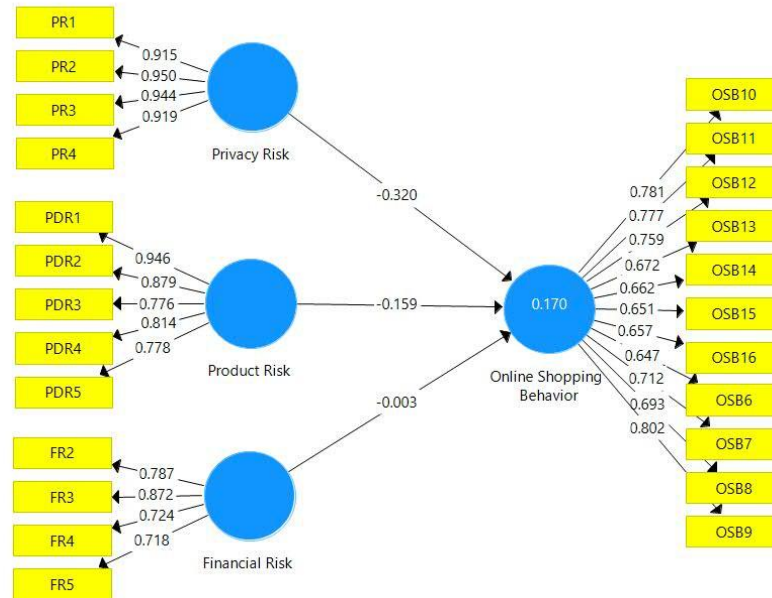 PR1
PR2
PR3
PR4
0.915
0.950
0.944
0.919
Privacy Risk
-0.320
PDR1
PDR2
PDR3
PDR4
PDR5
0.946
0.879
0.776
0.814
0.778
Product Risk
-0.159
FR2
FR3
FR4
FR5
0.787
0.872
0.724
0.718
Financial Risk
-0.003
0.170
Online Shopping
Behavior
0.781
0.777
0.759
0.672
0.662
0.651
0.657
0.647
0.712
0.693
0.802
OSB10
OSB11
OSB12
OSB13
OSB14
OSB15
OSB16
OSB6
OSB7
OSB8
OSB9